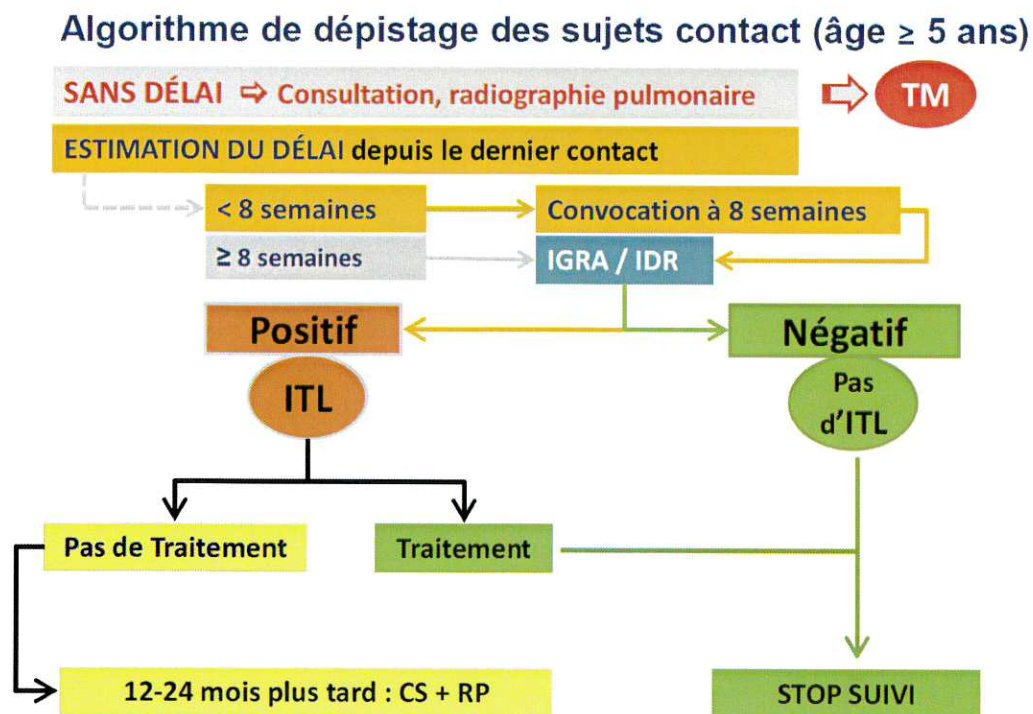 Algorithme de dépistage des sujets contact (âge ≥ 5 ans)
SANS DÉLAI ⇨ Consultation, radiographie pulmonaire
TM
ESTIMATION DU DÉLAI depuis le dernier contact
< 8 semaines
Convocation à 8 semaines
≥ 8 semaines
IGRA / IDR
Positif
Négatif
ITL
Pas
d'ITL
Pas de Traitement
Traitement
12-24 mois plus tard : CS + RP
STOP SUIVI